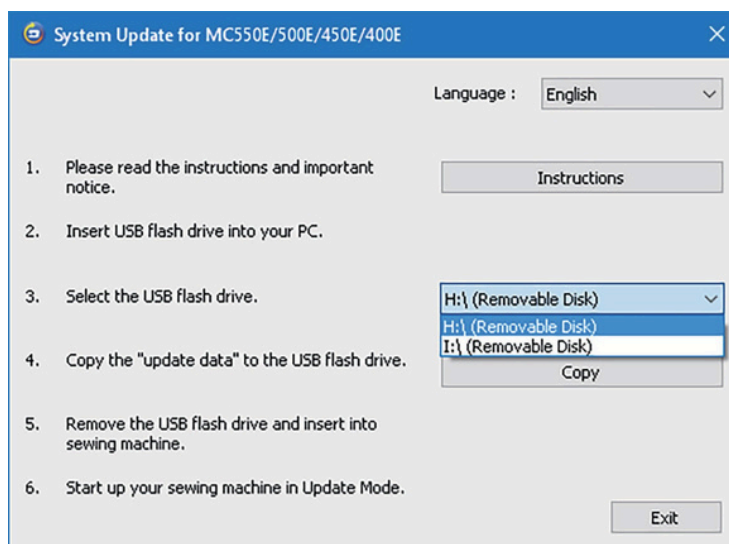 System Update for MC550E/500E/450E/400E
Language :
English
1. Please read the instructions and important
notice.
Instructions
2. Insert USB flash drive into your PC.
3. Select the USB flash drive.
H:\ (Removable Disk)
H:\ (Removable Disk)
I:\ (Removable Disk)
4. Copy the "update data" to the USB flash drive.
Copy
5. Remove the USB flash drive and insert into
sewing machine.
6. Start up your sewing machine in Update Mode.
Exit